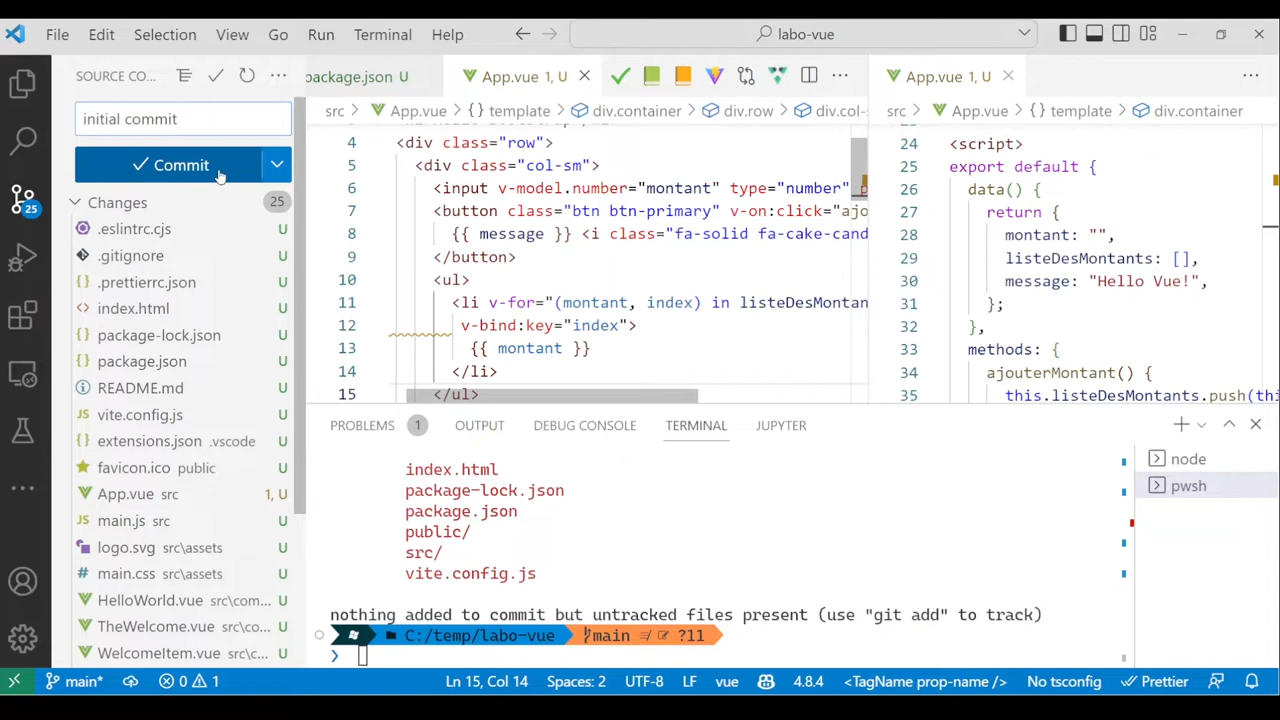 File Edit Selection View Go Run Terminal Help
labo-vue
SOURCE CO...
package.json U
App.vue 1, U
App.vue 1, U
initial commit
Commit
Changes 25
.eslintrc.cjs U
.gitignore U
.prettierrc.json U
index.html U
package-lock.json U
package.json U
README.md U
vite.config.js U
extensions.json .vscode U
favicon.ico public U
App.vue src 1, U
main.js src U
logo.svg src\assets U
main.css src\assets U
HelloWorld.vue src\com... U
TheWelcome.vue src\co... U
WelcomeItem.vue src\c... U
25
src > App.vue > {} template > div.container > div.row > div.col-s
4 <div class="row">
5 <div class="col-sm">
6 <input v-model.number="montant" type="number" p
7 <button class="btn btn-primary" v-on:click="ajo
8 {{ message }} <i class="fa-solid fa-cake-can
9 </button>
10 <ul>
11 <li v-for="(montant, index) in listeDesMontan
12 v-bind:key="index">
13 {{ montant }}
14 </li>
15 </ul>
src > App.vue > {} template > div.container
24 <script>
25 export default {
26 data() {
27 return {
28 montant: "",
29 listeDesMontants: [],
30 message: "Hello Vue!",
31 };
32 },
33 methods: {
34 ajouterMontant() {
35 this.listeDesMontants.push(thi
PROBLEMS 1 OUTPUT DEBUG CONSOLE TERMINAL JUPYTER
index.html
package-lock.json
package.json
public/
src/
vite.config.js
nothing added to commit but untracked files present (use "git add" to track)
C:/temp/labo-vue main ?11
node
pwsh
main* 0 1 Ln 15, Col 14 Spaces: 2 UTF-8 LF vue 4.8.4 <TagName prop-name /> No tsconfig Prettier